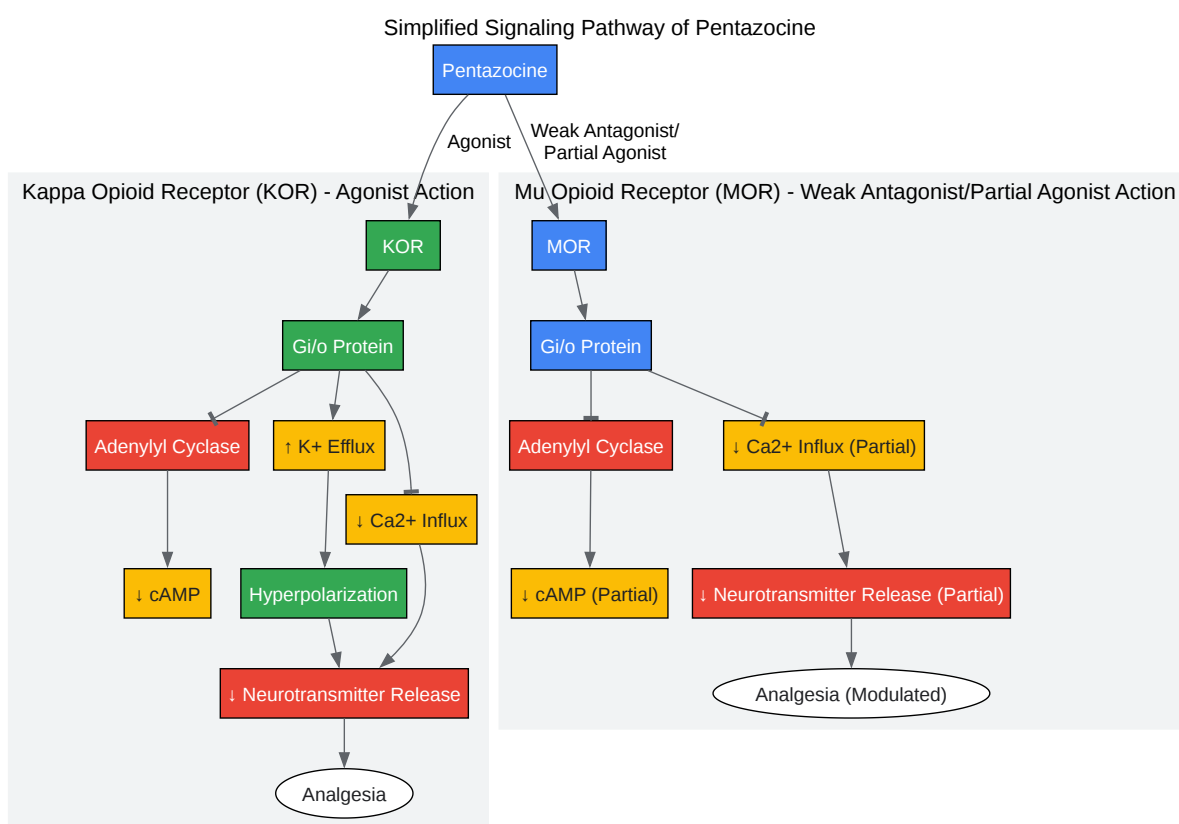 Simplified Signaling Pathway of Pentazocine
Pentazocine
Agonist
Weak Antagonist/
Partial Agonist
Kappa Opioid Receptor (KOR) - Agonist Action
KOR
Gi/o Protein
Adenylyl Cyclase
↑ K+ Efflux
↓ Ca2+ Influx
↓ cAMP
Hyperpolarization
↓ Neurotransmitter Release
Analgesia
Mu Opioid Receptor (MOR) - Weak Antagonist/Partial Agonist Action
MOR
Gi/o Protein
Adenylyl Cyclase
↓ Ca2+ Influx (Partial)
↓ cAMP (Partial)
↓ Neurotransmitter Release (Partial)
Analgesia (Modulated)